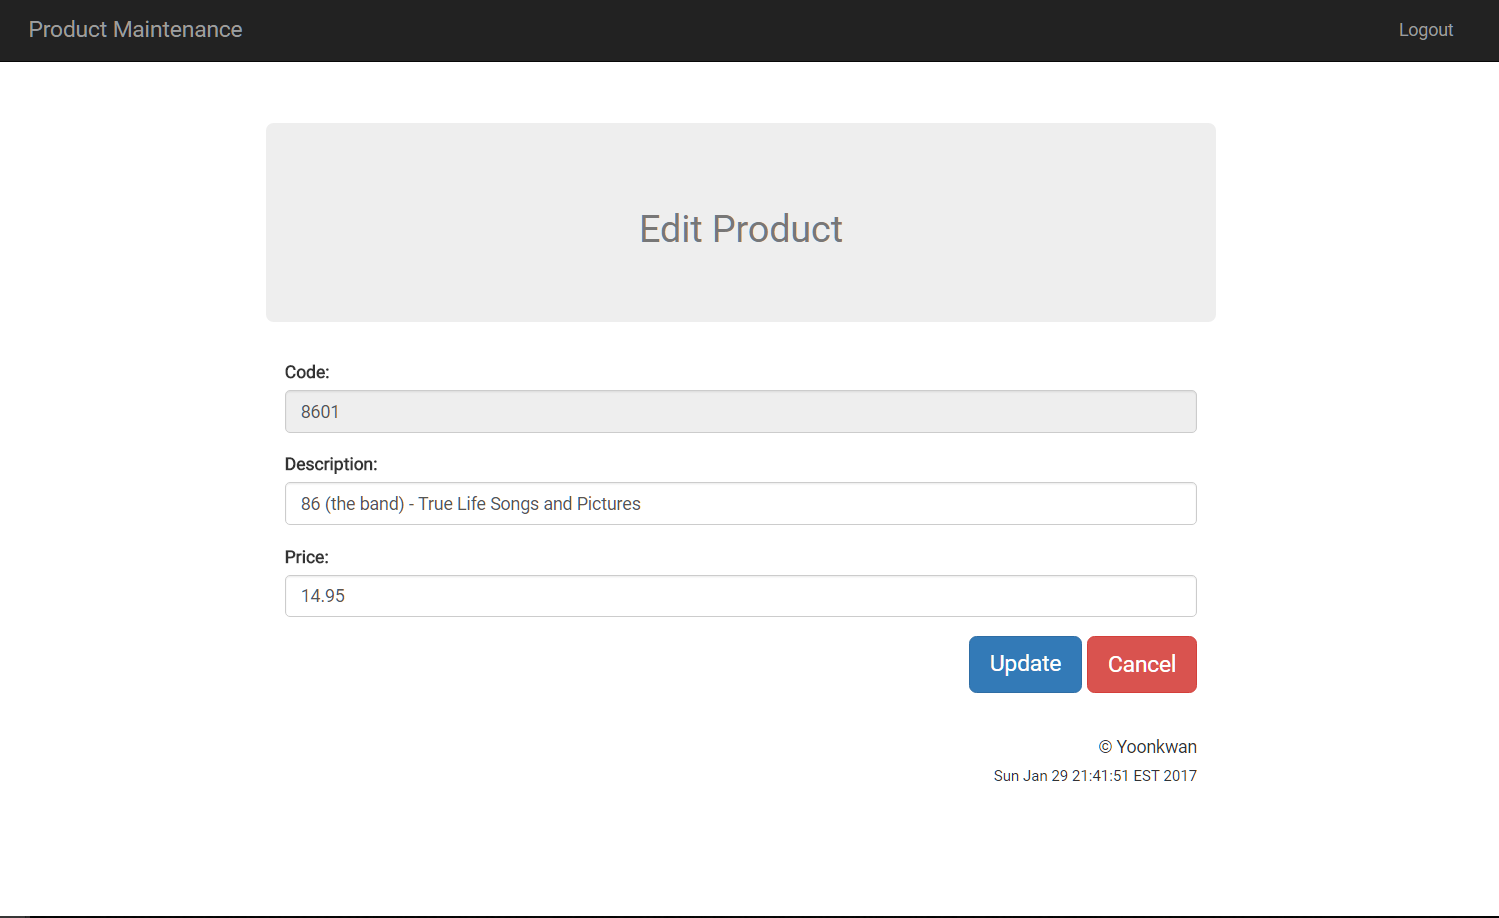 Product Maintenance
Logout
Edit Product
Code:
8601
Description:
86 (the band) - True Life Songs and Pictures
Price:
14.95
Update Cancel
© Yoonkwan
Sun Jan 29 21:41:51 EST 2017